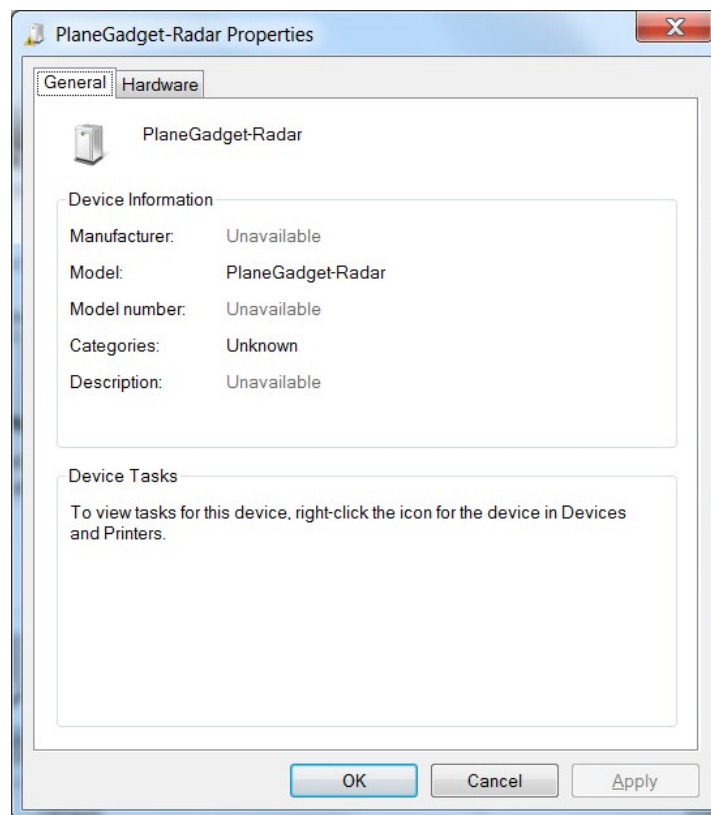 PlaneGadget-Radar Properties
General Hardware
PlaneGadget-Radar
Device Information
Manufacturer: Unavailable
Model: PlaneGadget-Radar
Model number: Unavailable
Categories: Unknown
Description: Unavailable
Device Tasks
To view tasks for this device, right-click the icon for the device in Devices
and Printers.
OK Cancel Apply